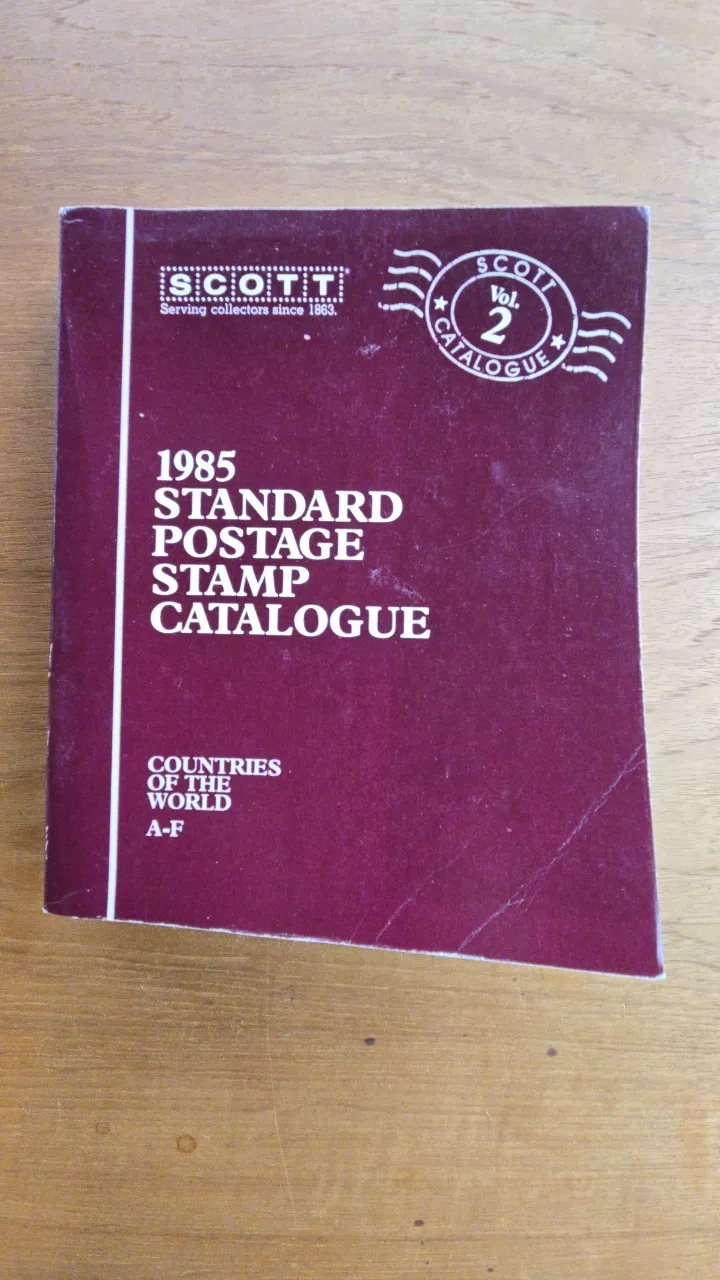 SCOTT
Serving collectors since 1863.
SCOTT
Vol.
2
CATALOGUE
1985
STANDARD
POSTAGE
STAMP
CATALOGUE
COUNTRIES
OF THE
WORLD
A-F